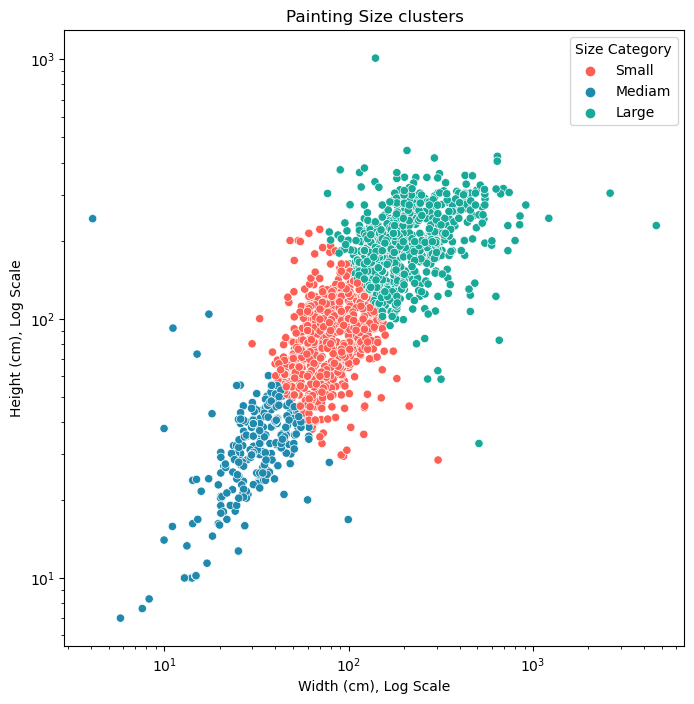 Painting Size clusters
Size Category
Small
Mediam
Large
Height (cm), Log Scale
10³
10²
10¹
10¹
10²
10³
Width (cm), Log Scale